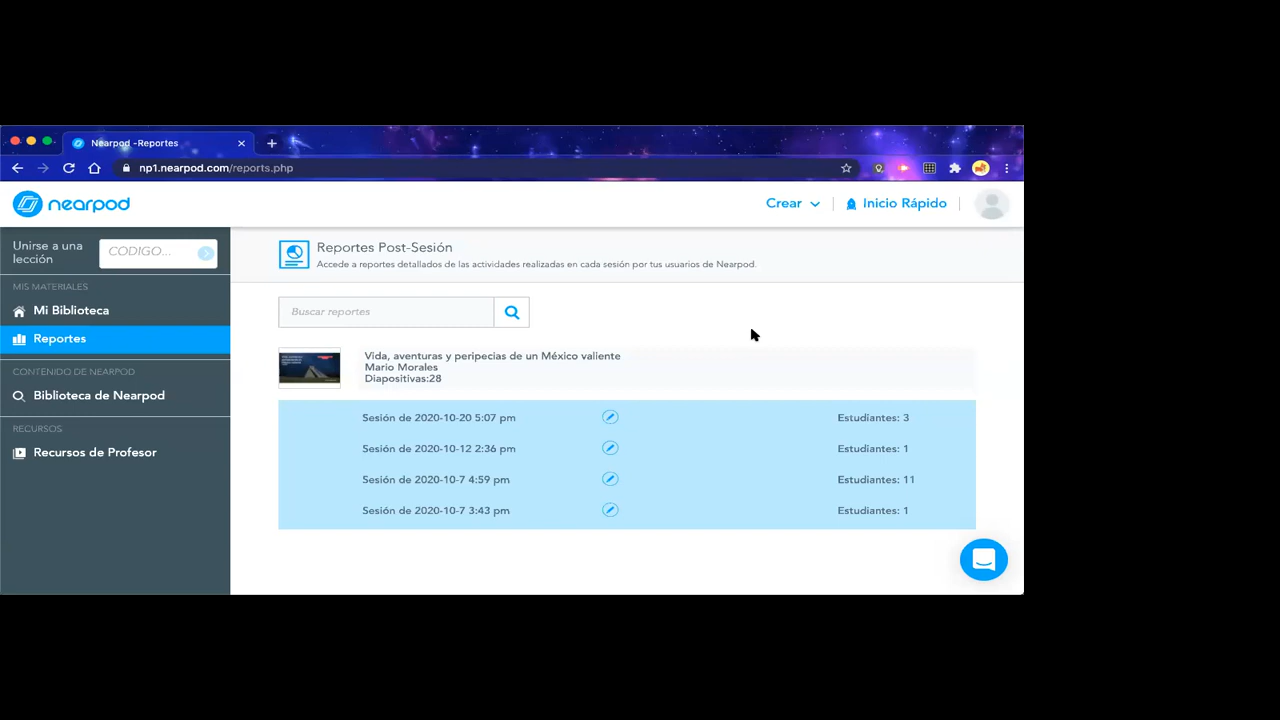 Nearpod -Reportes
np1.nearpod.com/reports.php
nearpod
Crear
Inicio Rápido
Unirse a una
lección
CODIGO...
MIS MATERIALES
Mi Biblioteca
Reportes
CONTENIDO DE NEARPOD
Biblioteca de Nearpod
RECURSOS
Recursos de Profesor
Reportes Post-Sesión
Accede a reportes detallados de las actividades realizadas en cada sesión por tus usuarios de Nearpod.
Buscar reportes
Vida, aventuras y peripecias de un México valiente
Mario Morales
Diapositivas:28
Sesión de 2020-10-20 5:07 pm Estudiantes: 3
Sesión de 2020-10-12 2:36 pm Estudiantes: 1
Sesión de 2020-10-7 4:59 pm Estudiantes: 11
Sesión de 2020-10-7 3:43 pm Estudiantes: 1